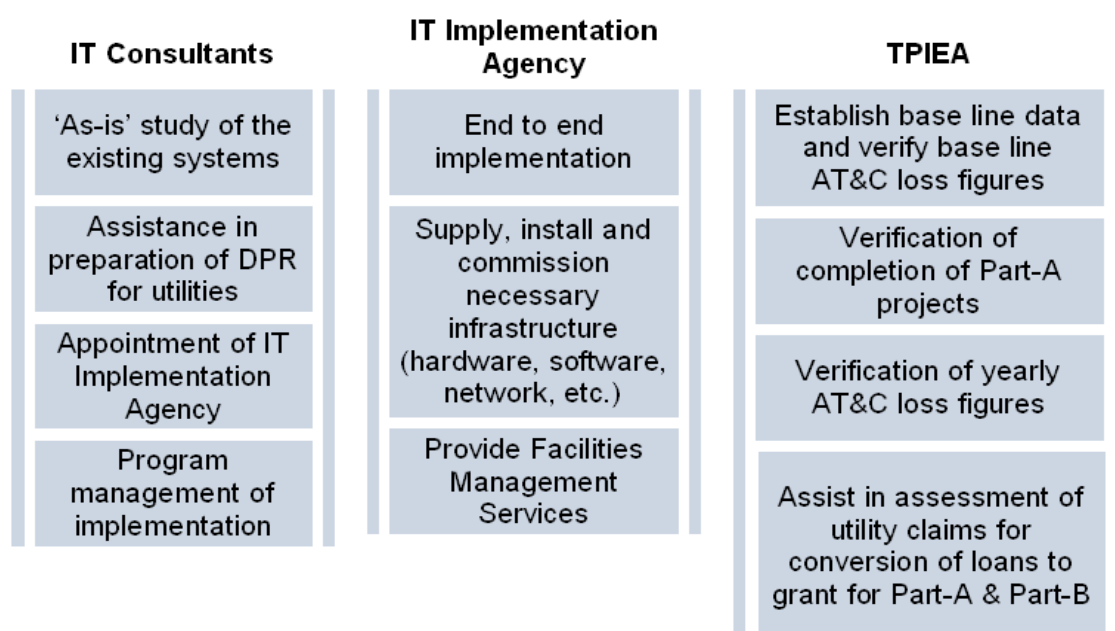 IT Consultants
‘As-is’ study of the
existing systems
Assistance in
preparation of DPR
for utilities
Appointment of IT
Implementation
Agency
Program
management of
implementation
IT Implementation
Agency
End to end
implementation
Supply, install and
commission
necessary
infrastructure
(hardware, software,
network, etc.)
Provide Facilities
Management
Services
TPIEA
Establish base line data
and verify base line
AT&C loss figures
Verification of
completion of Part-A
projects
Verification of yearly
AT&C loss figures
Assist in assessment of
utility claims for
conversion of loans to
grant for Part-A & Part-B